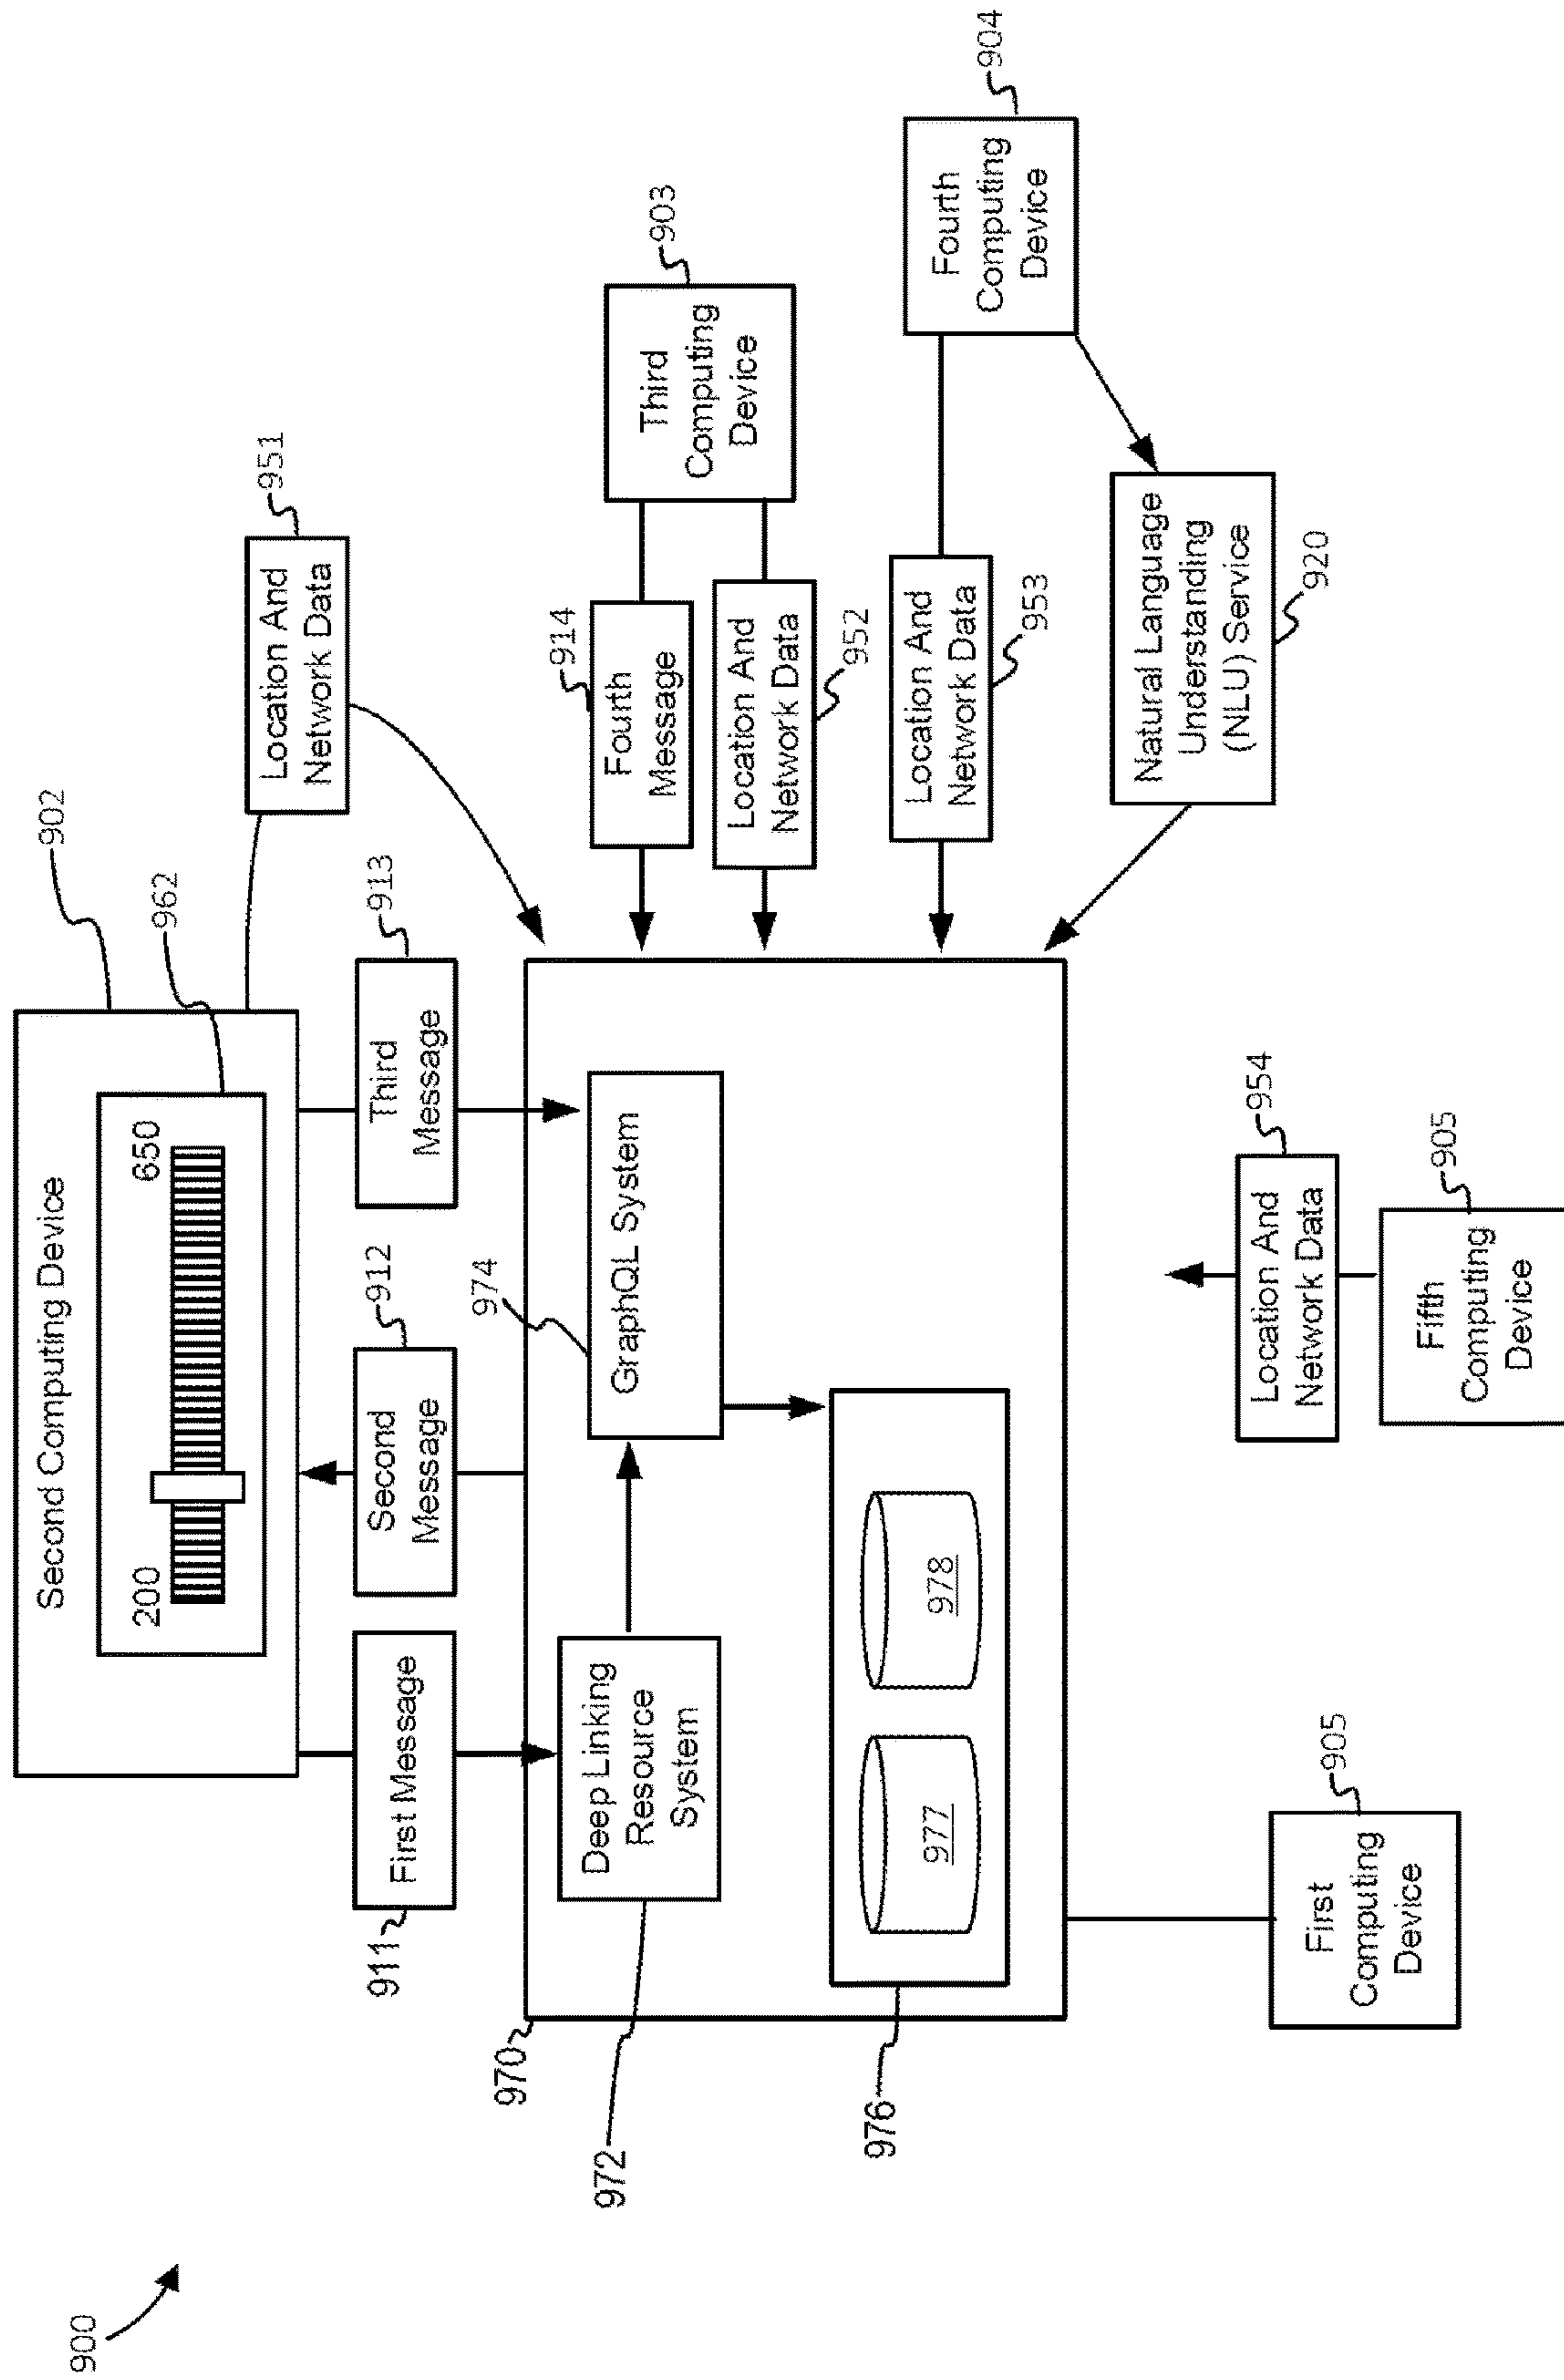 900
Second Computing Device
902
200
650
962
Location And
Network Data
951
911
First Message
Second
Message
912
Third
Message
913
970
972
Deep Linking
Resource
System
974
GraphQL System
976
977
978
Fourth
Message
914
Location And
Network Data
952
Third
Computing
Device
903
Location And
Network Data
953
Fourth
Computing
Device
904
Natural Language
Understanding
(NLU) Service
920
First
Computing
Device
905
Location And
Network Data
954
Fifth
Computing
Device
905